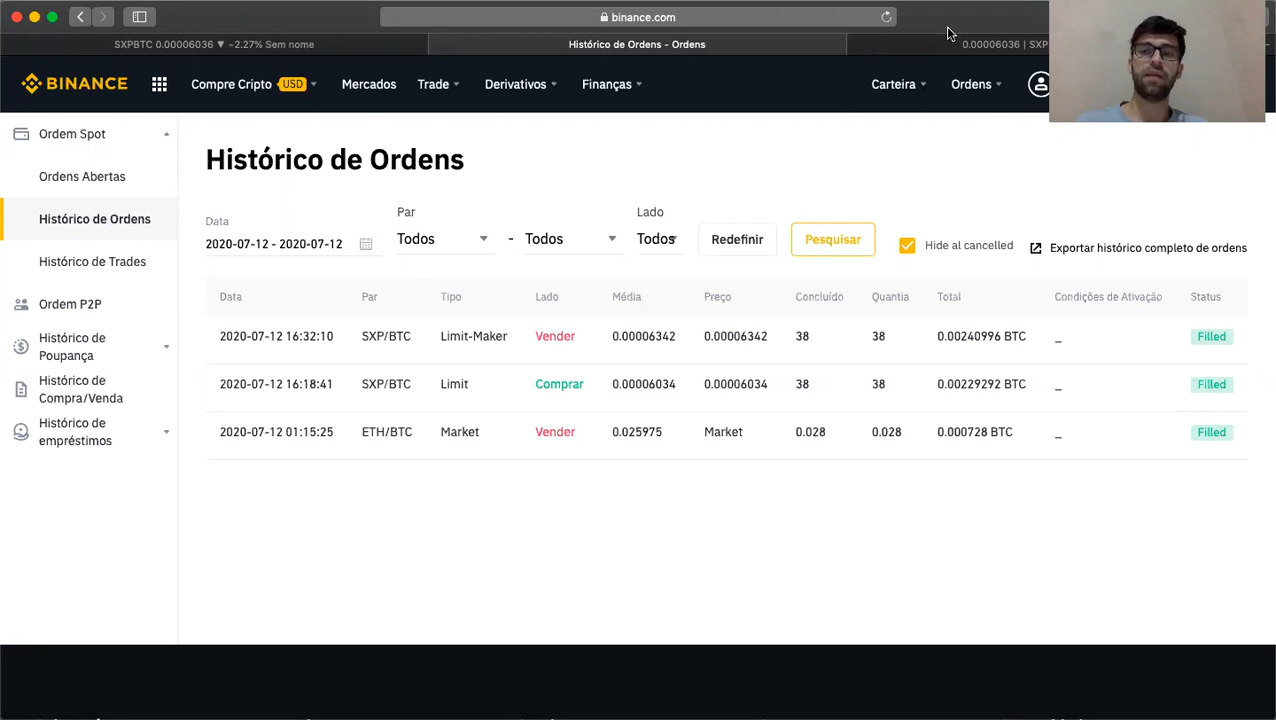 binance.com
SXPBTC 0.00006036 ▼ −2.27% Sem nome
Histórico de Ordens - Ordens
0.00006036 | SXP
BINANCE
Compre Cripto USD
Mercados
Trade
Derivativos
Finanças
Carteira
Ordens
Ordem Spot
Ordens Abertas
Histórico de Ordens
Histórico de Trades
Ordem P2P
Histórico de
Poupança
Histórico de
Compra/Venda
Histórico de
empréstimos
Histórico de Ordens
Data
Par
Lado
2020-07-12 - 2020-07-12
Todos - Todos
Todos
Redefinir
Pesquisar
Hide al cancelled
Exportar histórico completo de ordens
Data Par Tipo Lado Média Preço Concluído Quantia Total Condições de Ativação Status
2020-07-12 16:32:10 SXP/BTC Limit-Maker Vender 0.00006342 0.00006342 38 38 0.00240996 BTC _ Filled
2020-07-12 16:18:41 SXP/BTC Limit Comprar 0.00006034 0.00006034 38 38 0.00229292 BTC _ Filled
2020-07-12 01:15:25 ETH/BTC Market Vender 0.025975 Market 0.028 0.028 0.000728 BTC _ Filled